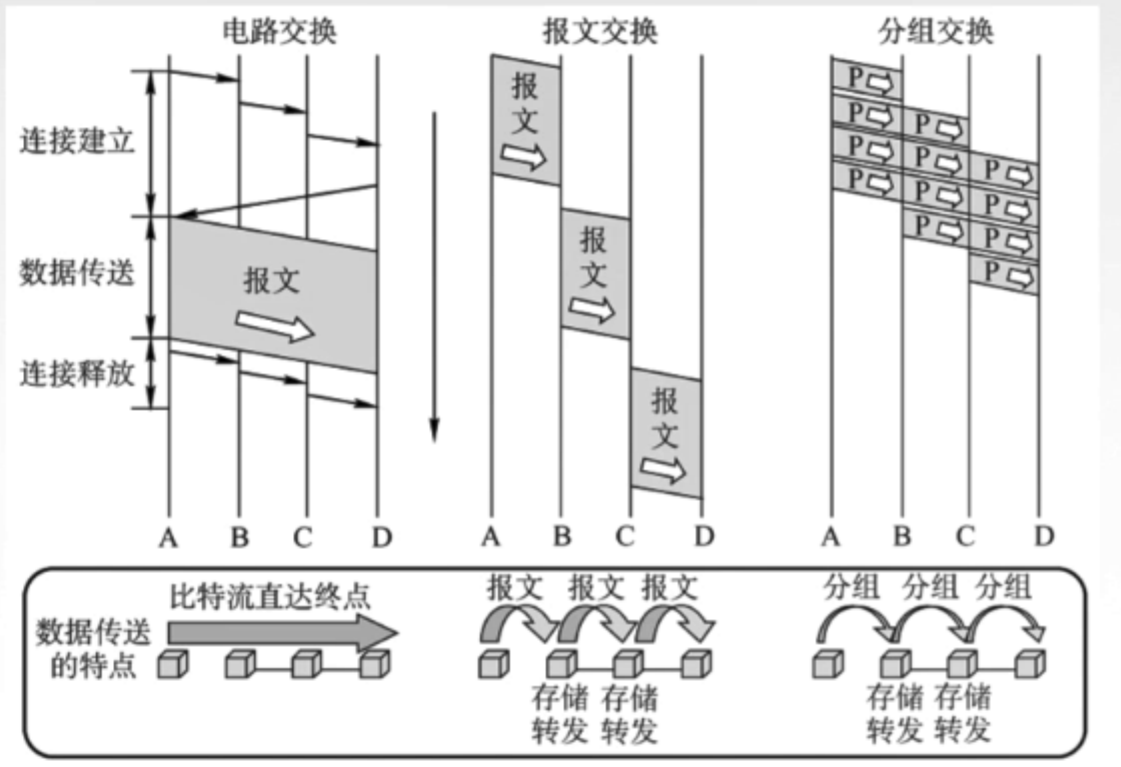 电路交换
报文交换
分组交换
连接建立
数据传送
连接释放
报文
报
文
报
文
报
文
P
P
P
P
P
P
P
P
P
P
P
P
A B C D
A B C D
A B C D
数据传送
的特点
比特流直达终点
报文 报文 报文
存储 存储
转发 转发
分组 分组 分组
存储 存储
转发 转发